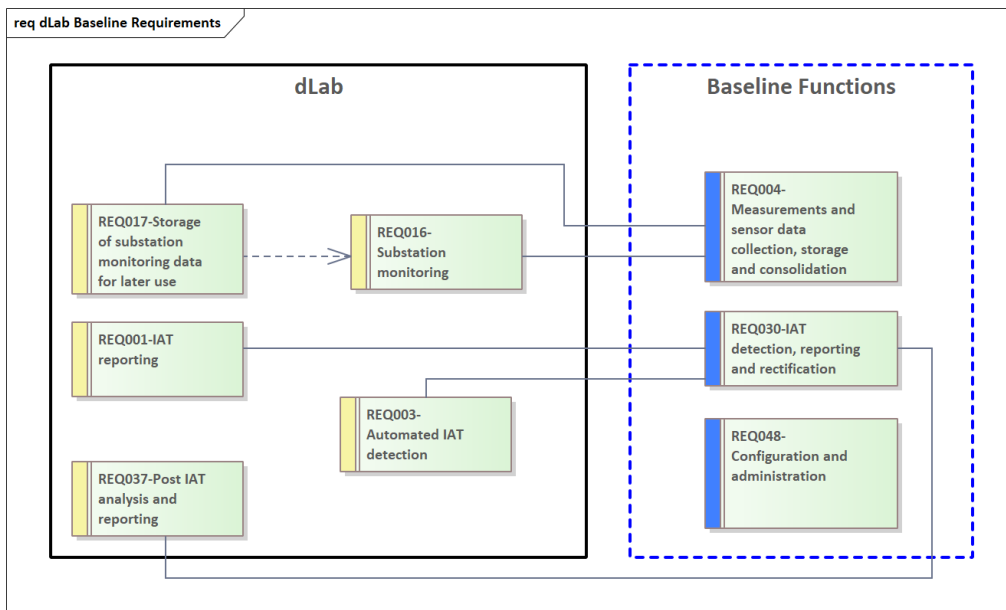 req dLab Baseline Requirements
dLab
REQ017-Storage
of substation
monitoring data
for later use
REQ016-
Substation
monitoring
REQ001-IAT
reporting
REQ003-
Automated IAT
detection
REQ037-Post IAT
analysis and
reporting
Baseline Functions
REQ004-
Measurements and
sensor data
collection, storage
and consolidation
REQ030-IAT
detection, reporting
and rectification
REQ048-
Configuration and
administration